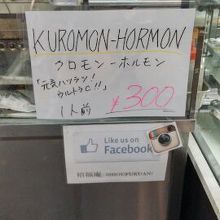 KUROMON-HORMON
クロモン-ホルモン
「元気ハツラツ!
ウルトラC!!」
1人前 ¥300
Like us on
Facebook